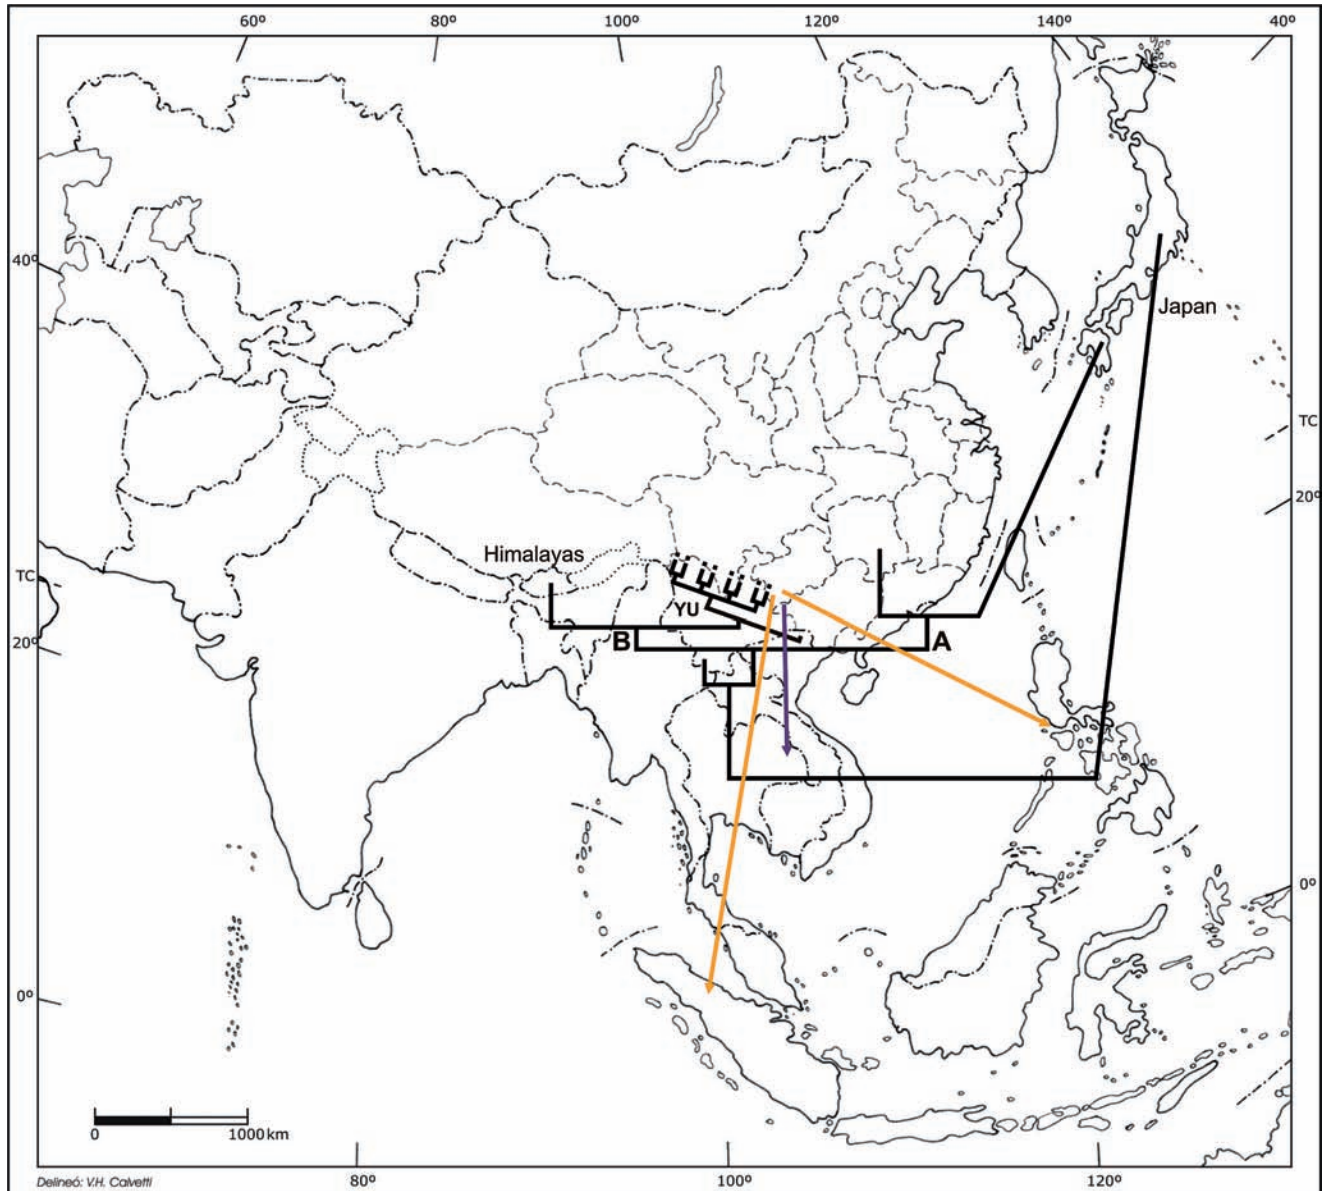 60º 80º 100º 120º 140º 40º
40º
Japan
TC
20º
Himalayas
TC
YU
20º
B A
0º
0º
0 1000 km
80º 100º 120º
Delineó: V.H. Calvetti